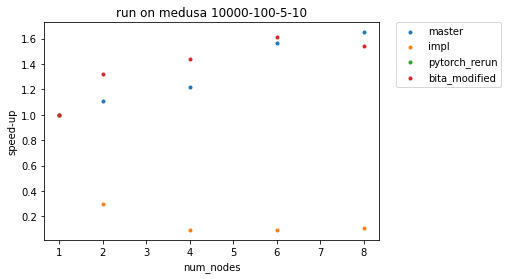 run on medusa 10000-100-5-10
speed-up
1.6
1.4
1.2
1.0
0.8
0.6
0.4
0.2
1 2 3 4 5 6 7 8
num_nodes
master
impl
pytorch_rerun
bita_modified